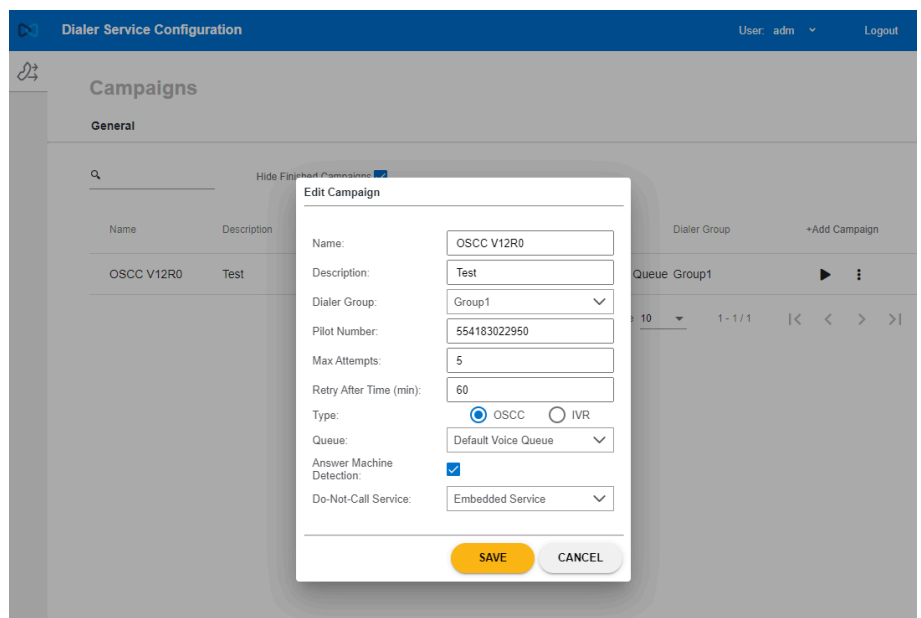 Dialer Service Configuration
User: adm
Logout
Campaigns
General
Hide Finished Campaigns
Edit Campaign
Name
Description
Dialer Group
+Add Campaign
OSCC V12R0
Test
Queue
Group1
10
1 - 1 / 1
Name:
OSCC V12R0
Description:
Test
Dialer Group:
Group1
Pilot Number:
554183022950
Max Attempts:
5
Retry After Time (min):
60
Type:
OSCC
IVR
Queue:
Default Voice Queue
Answer Machine
Detection:
Do-Not-Call Service:
Embedded Service
SAVE
CANCEL